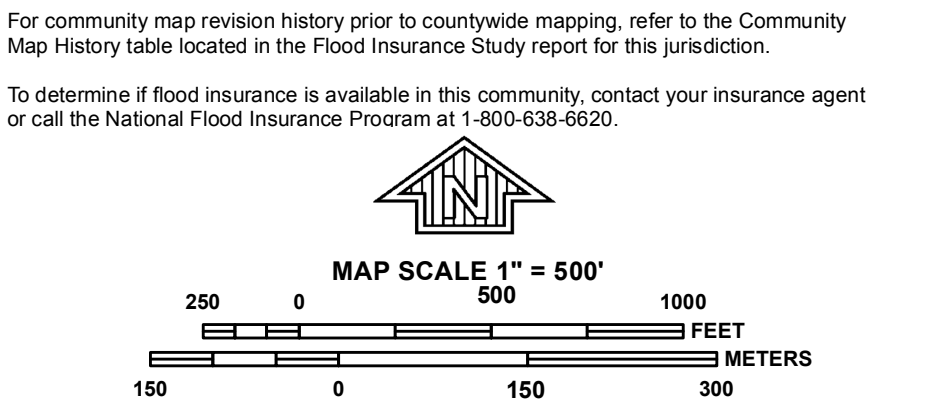 For community map revision history prior to countywide mapping, refer to the Community
Map History table located in the Flood Insurance Study report for this jurisdiction.
To determine if flood insurance is available in this community, contact your insurance agent
or call the National Flood Insurance Program at 1-800-638-6620.
N
MAP SCALE 1" = 500'
250 0 500 1000
FEET
METERS
150 0 150 300